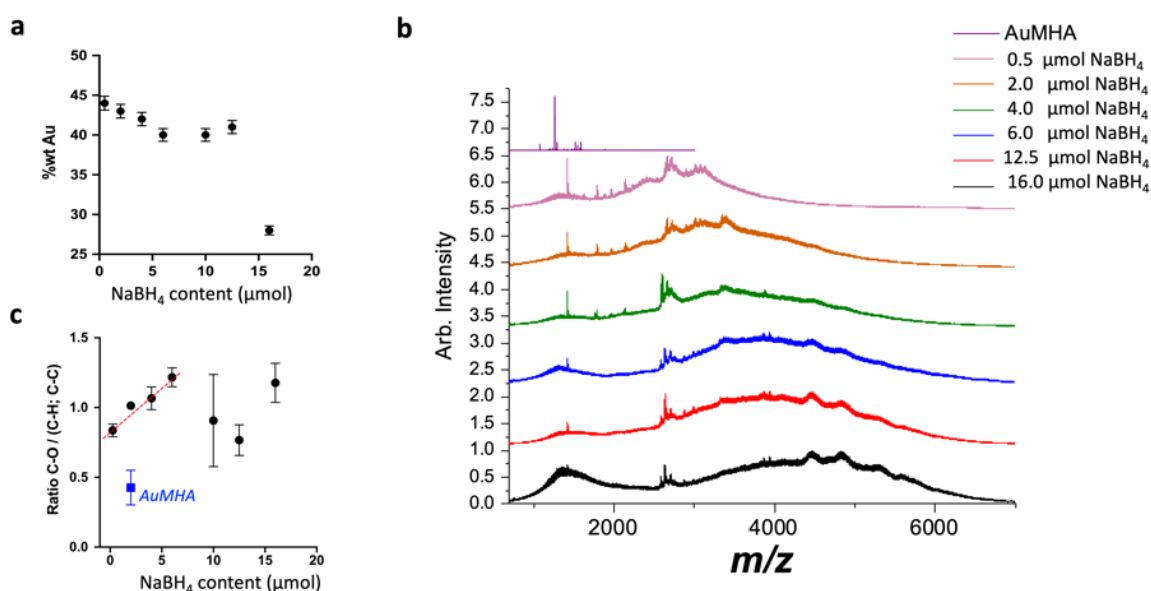 a
45
40
35
30
25
%wt Au
0
5
10
15
20
NaBH4 content (μmol)
b
7.5
7.0
6.5
6.0
5.5
5.0
4.5
4.0
3.5
3.0
2.5
2.0
1.5
1.0
0.5
0.0
Arb. Intensity
2000
4000
6000
m/z
AuMHA
0.5 μmol NaBH4
2.0 μmol NaBH4
4.0 μmol NaBH4
6.0 μmol NaBH4
12.5 μmol NaBH4
16.0 μmol NaBH4
c
1.5
1.0
0.5
0.0
Ratio C-O / (C-H; C-C)
AuMHA
0
5
10
15
20
NaBH4 content (μmol)